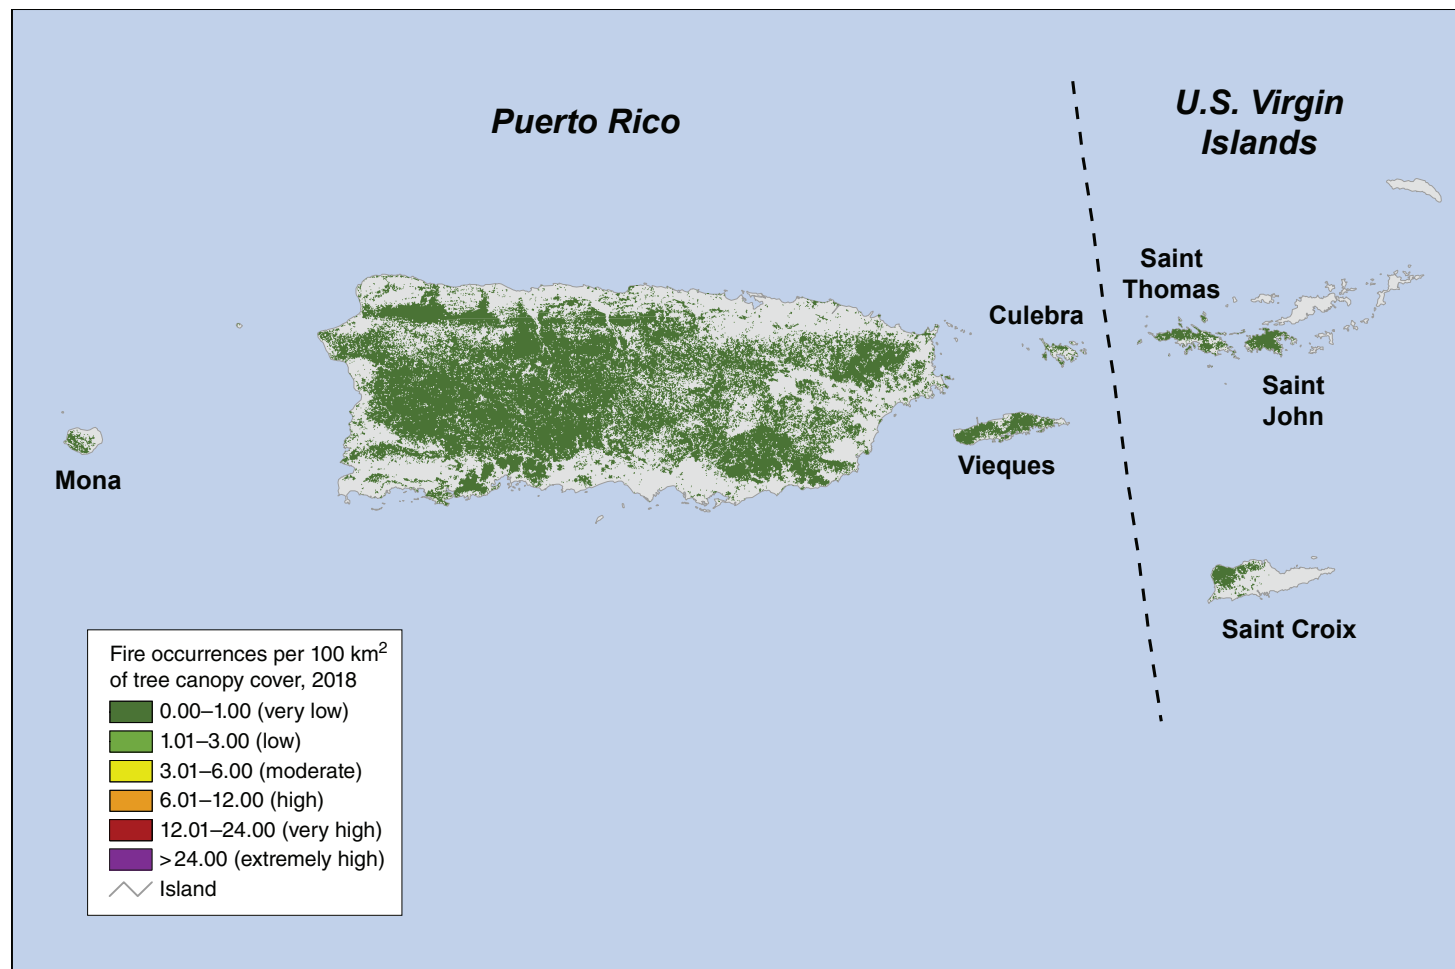 Puerto Rico
U.S. Virgin
Islands
Saint
Thomas
Culebra
Saint
John
Mona
Vieques
Saint Croix
Fire occurrences per 100 km²
of tree canopy cover, 2018
0.00–1.00 (very low)
1.01–3.00 (low)
3.01–6.00 (moderate)
6.01–12.00 (high)
12.01–24.00 (very high)
>24.00 (extremely high)
Island